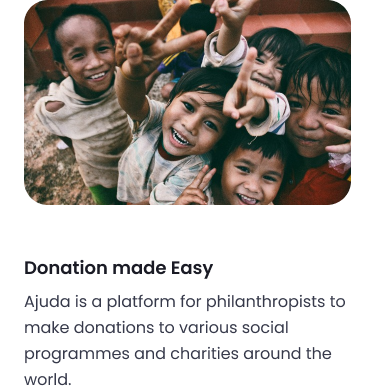 Donation made Easy
Ajuda is a platform for philanthropists to
make donations to various social
programmes and charities around the
world.